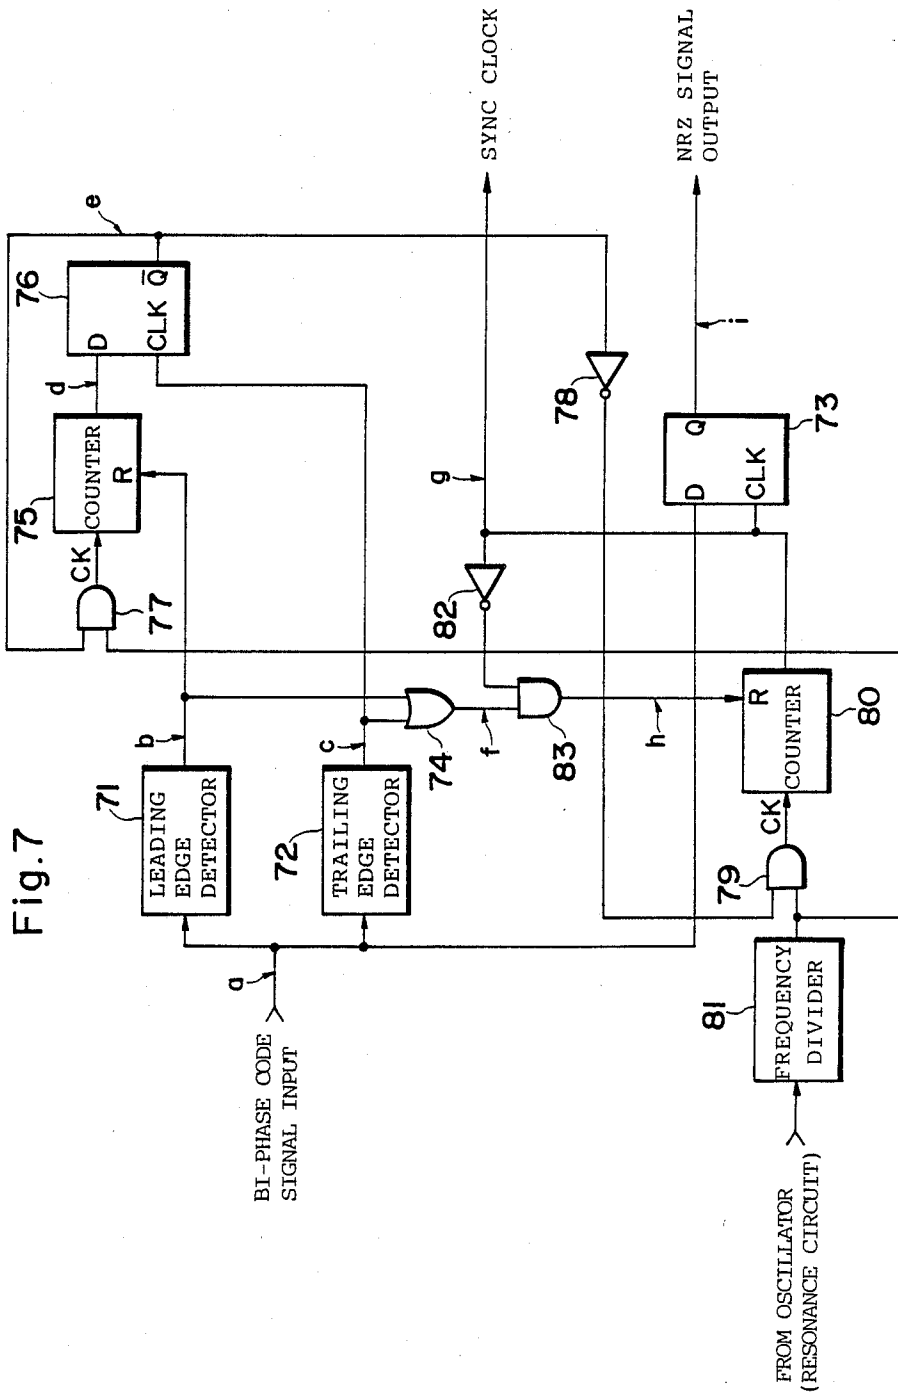 Fig.7
BI-PHASE CODE
SIGNAL INPUT
a
71
LEADING
EDGE
DETECTOR
b
72
TRAILING
EDGE
DETECTOR
c
74
f
83
h
82
g
SYNC CLOCK
77
CK
75
COUNTER
R
d
76
D
CLK
Q̅
e
78
73
D
CLK
Q
i
NRZ SIGNAL
OUTPUT
FROM OSCILLATOR
(RESONANCE CIRCUIT)
81
FREQUENCY
DIVIDER
79
CK
80
COUNTER
R